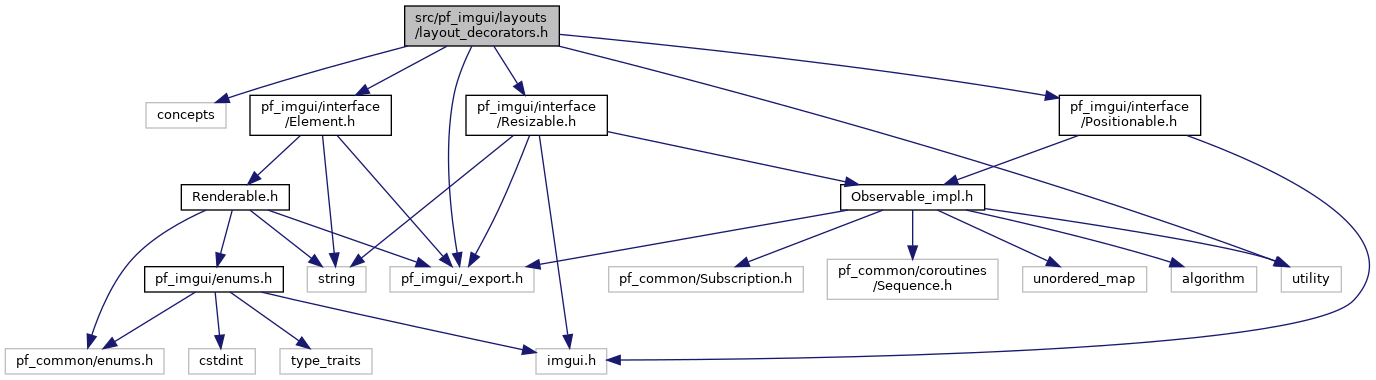 src/pf_imgui/layouts
/layout_decorators.h
concepts
pf_imgui/interface
/Element.h
pf_imgui/interface
/Resizable.h
pf_imgui/interface
/Positionable.h
Renderable.h
Observable_impl.h
pf_imgui/enums.h
string
pf_imgui/_export.h
pf_common/Subscription.h
pf_common/coroutines
/Sequence.h
unordered_map
algorithm
utility
pf_common/enums.h
cstdint
type_traits
imgui.h